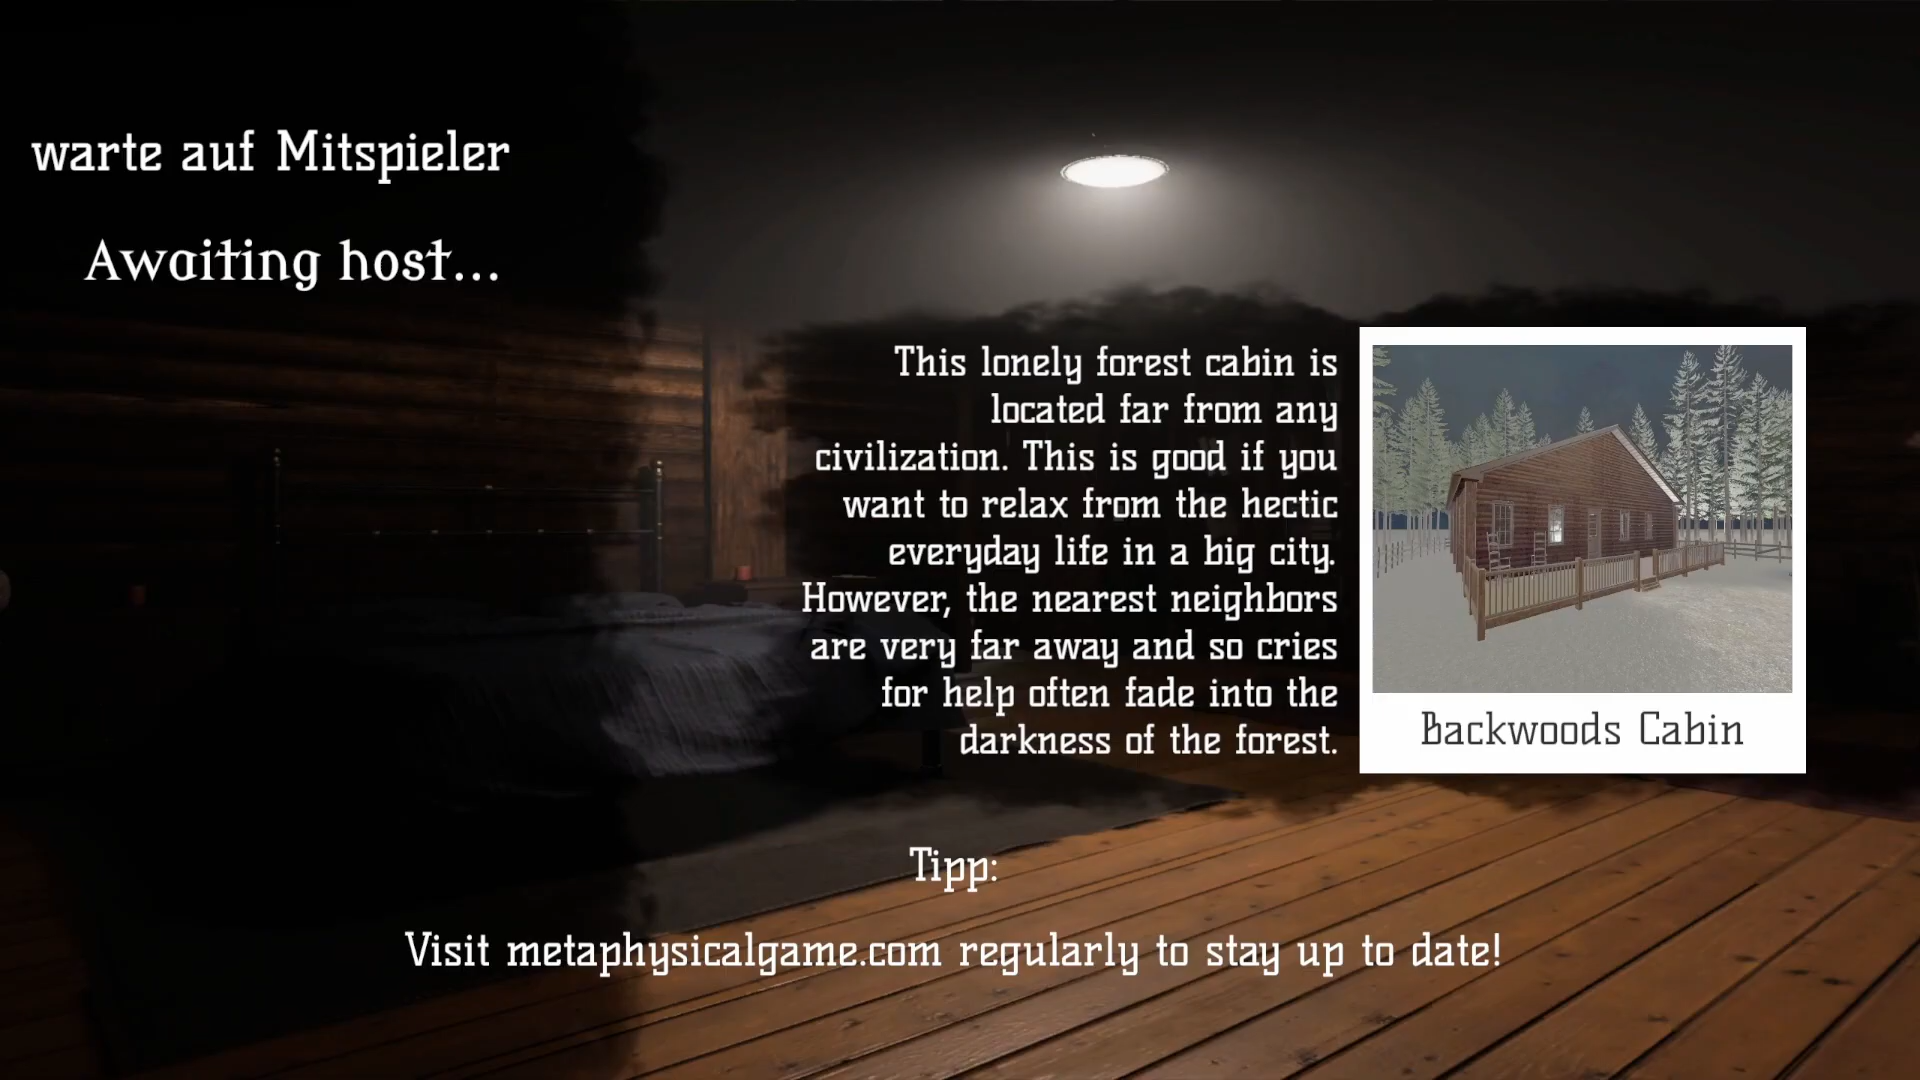 warte auf Mitspieler
Awaiting host...
This lonely forest cabin is
located far from any
civilization. This is good if you
want to relax from the hectic
everyday life in a big city.
However, the nearest neighbors
are very far away and so cries
for help often fade into the
darkness of the forest.
Backwoods Cabin
Tipp:
Visit metaphysicalgame.com regularly to stay up to date!